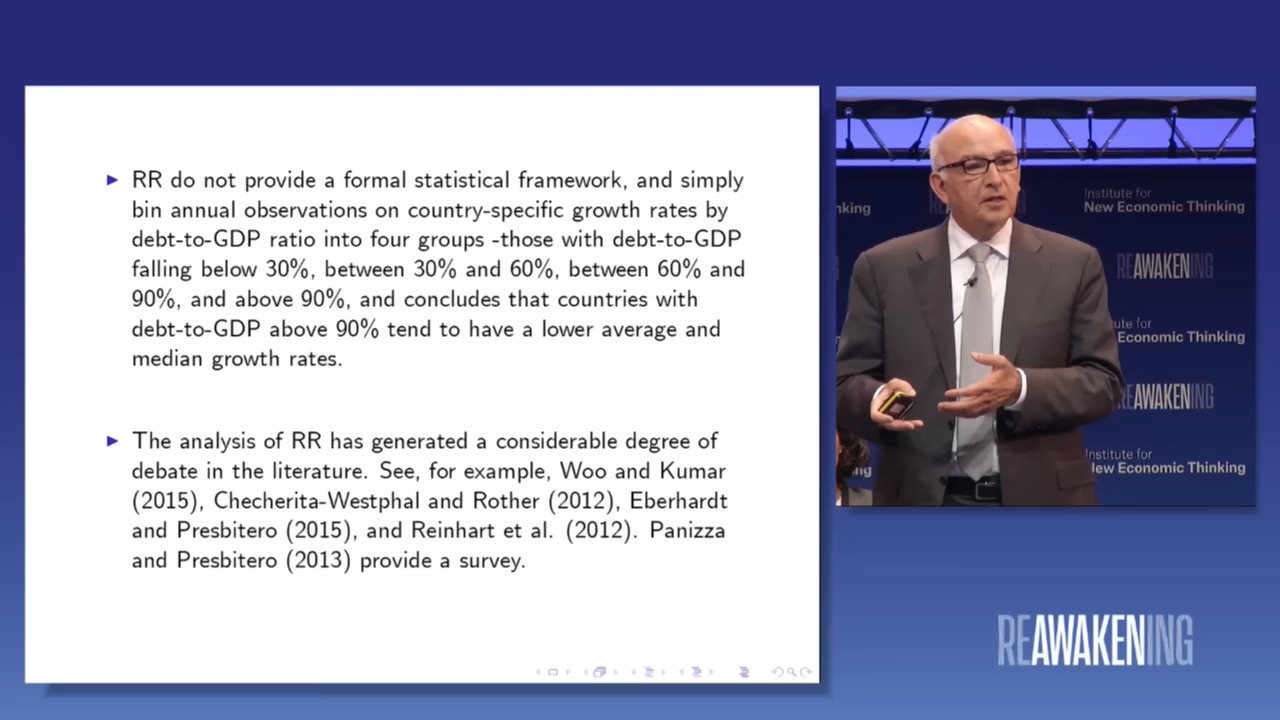 RR do not provide a formal statistical framework, and simply
bin annual observations on country-specific growth rates by
debt-to-GDP ratio into four groups -those with debt-to-GDP
falling below 30%, between 30% and 60%, between 60% and
90%, and above 90%, and concludes that countries with
debt-to-GDP above 90% tend to have a lower average and
median growth rates.
The analysis of RR has generated a considerable degree of
debate in the literature. See, for example, Woo and Kumar
(2015), Checherita-Westphal and Rother (2012), Eberhardt
and Presbitero (2015), and Reinhart et al. (2012). Panizza
and Presbitero (2013) provide a survey.
Institute for
nking
New Economic Thinking
REAWAKENING
ute for
Economic Thinking
REAWAKENING
nstitute for
New Economic Thinking
REAWAKENING